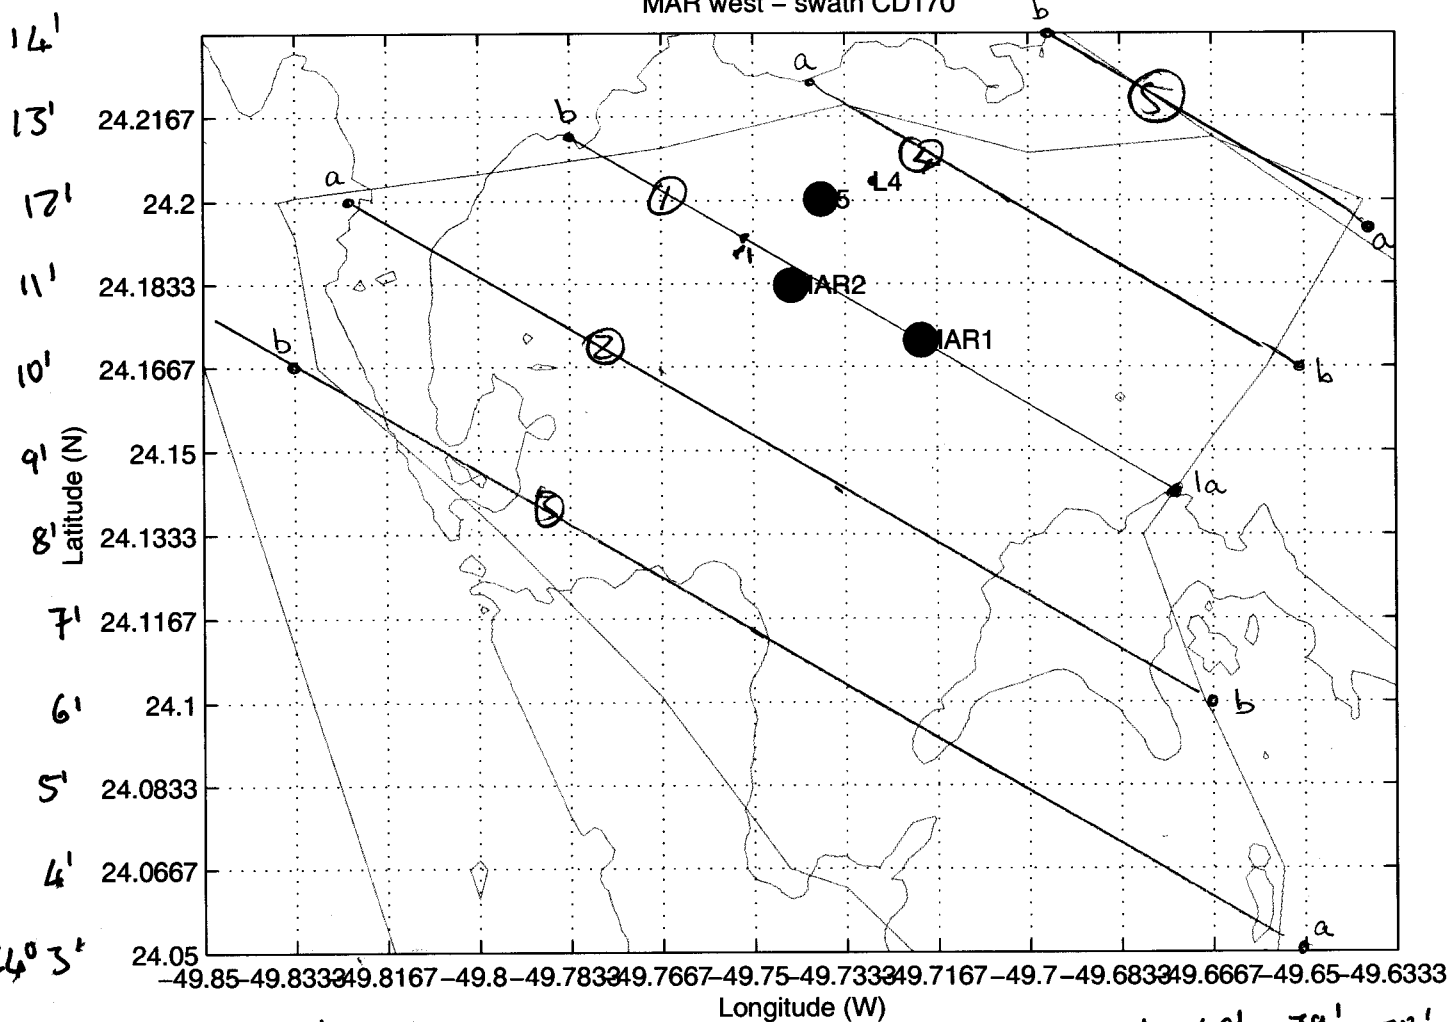 MAR west – swath CD170
b
14'
a
13' 24.2167
b
5
4
a
12' 24.2
1
5
L4
a
11' 24.1833
MAR2
b
2
MAR1
10' 24.1667
b
9' 24.15
1a
3
8' 24.1333
Latitude (N)
7' 24.1167
6' 24.1
b
5' 24.0833
4' 24.0667
a
3' 24.05
−49.85 −49.8333 −49.8167 −49.8 −49.7833 −49.7667 −49.75 −49.7333 −49.7167 −49.7 −49.6833 −49.6667 −49.65 −49.6333
Longitude (W)